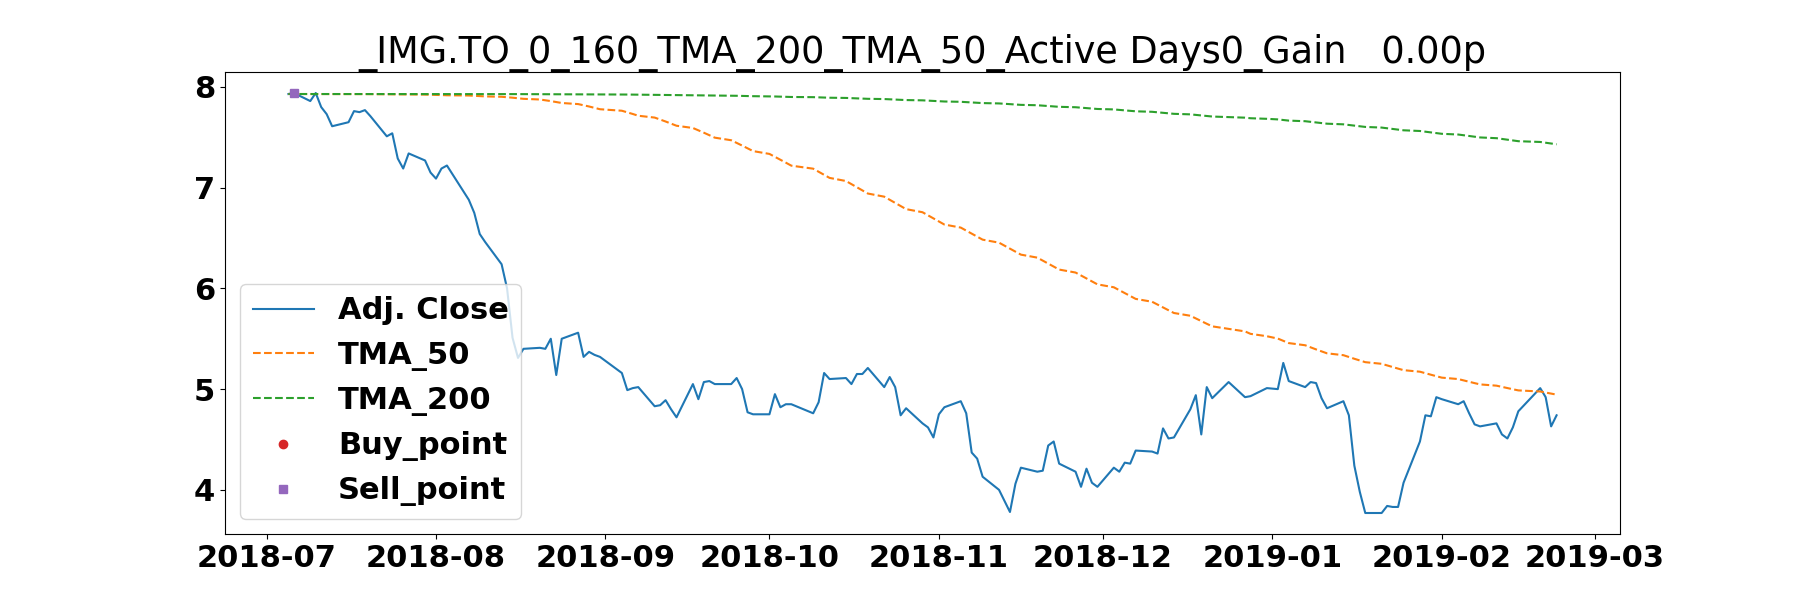 _IMG.TO_0_160_TMA_200_TMA_50_Active Days0_Gain   0.00p
8
7
6
5
4
Adj. Close
TMA_50
TMA_200
Buy_point
Sell_point
2018-07 2018-08 2018-09 2018-10 2018-11 2018-12 2019-01 2019-02 2019-03